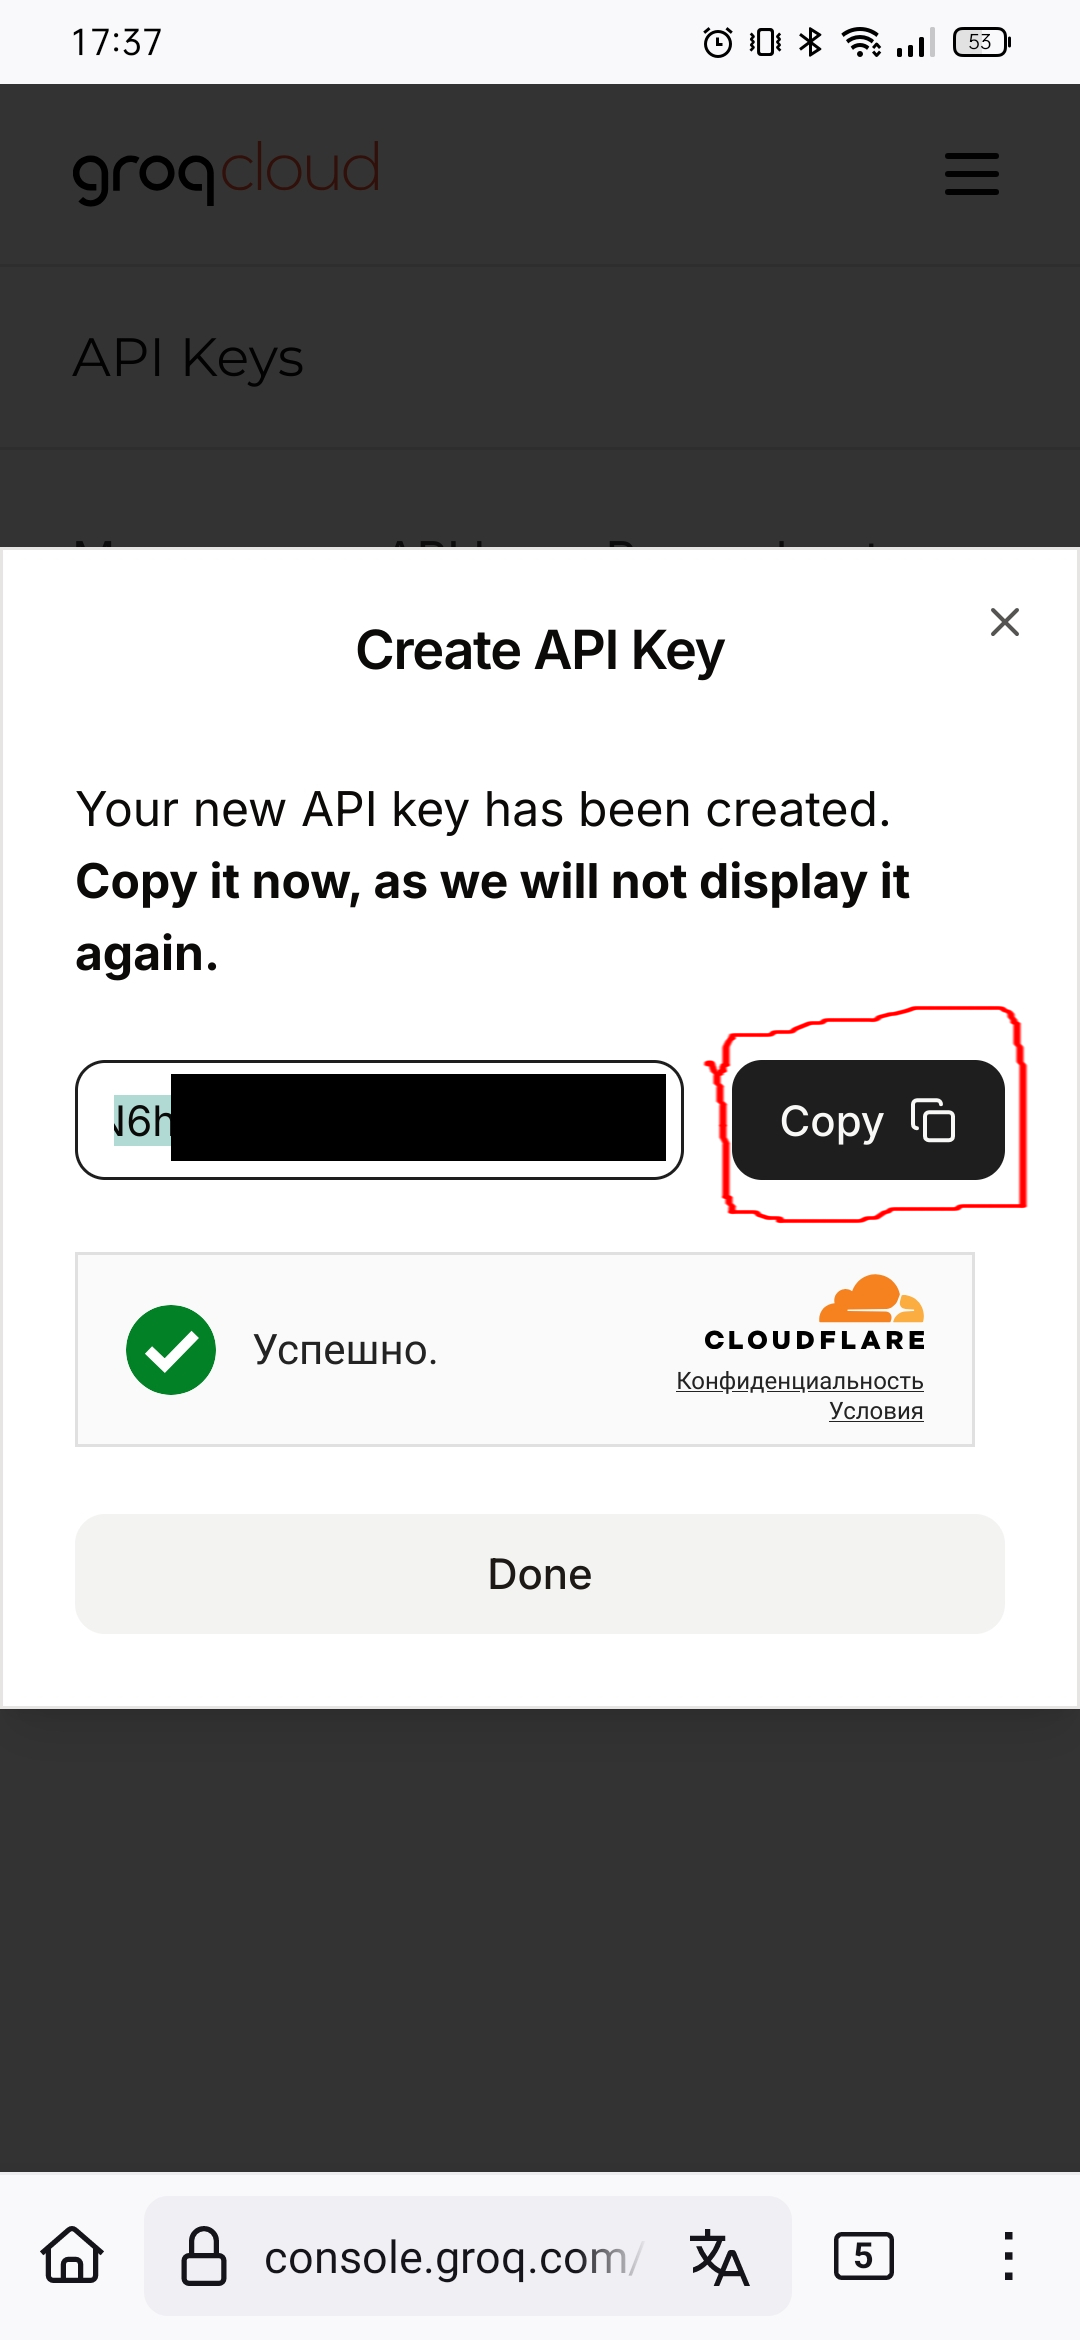 17:37
53
groqcloud
API Keys
Create API Key
Your new API key has been created.
Copy it now, as we will not display it
again.
N6h
Copy
Успешно.
CLOUDFLARE
Конфиденциальность
Условия
Done
console.groq.com/
5